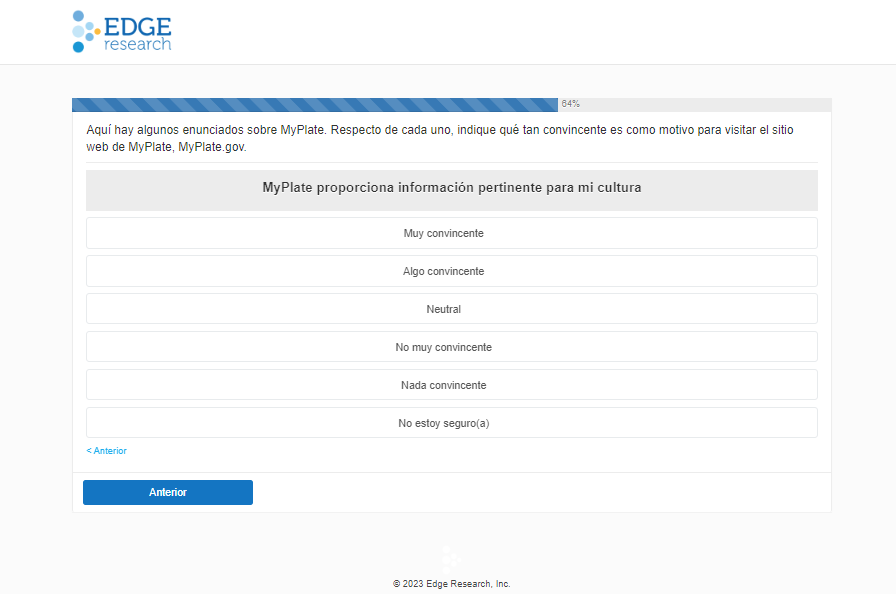 EDGE
research
64%
Aquí hay algunos enunciados sobre MyPlate. Respecto de cada uno, indique qué tan convincente es como motivo para visitar el sitio
web de MyPlate, MyPlate.gov.
MyPlate proporciona información pertinente para mi cultura
Muy convincente
Algo convincente
Neutral
No muy convincente
Nada convincente
No estoy seguro(a)
< Anterior
Anterior
© 2023 Edge Research, Inc.